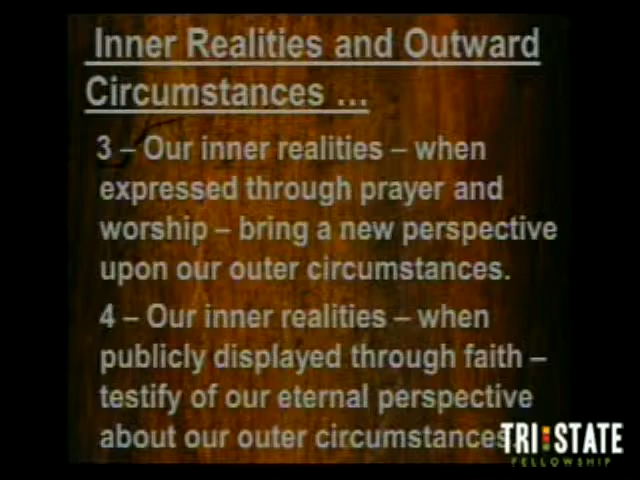 Inner Realities and Outward
Circumstances ...
3 – Our inner realities – when
expressed through prayer and
worship – bring a new perspective
upon our outer circumstances.
4 – Our inner realities – when
publicly displayed through faith –
testify of our eternal perspective
about our outer circumstances
TRI STATE
FELLOWSHIP